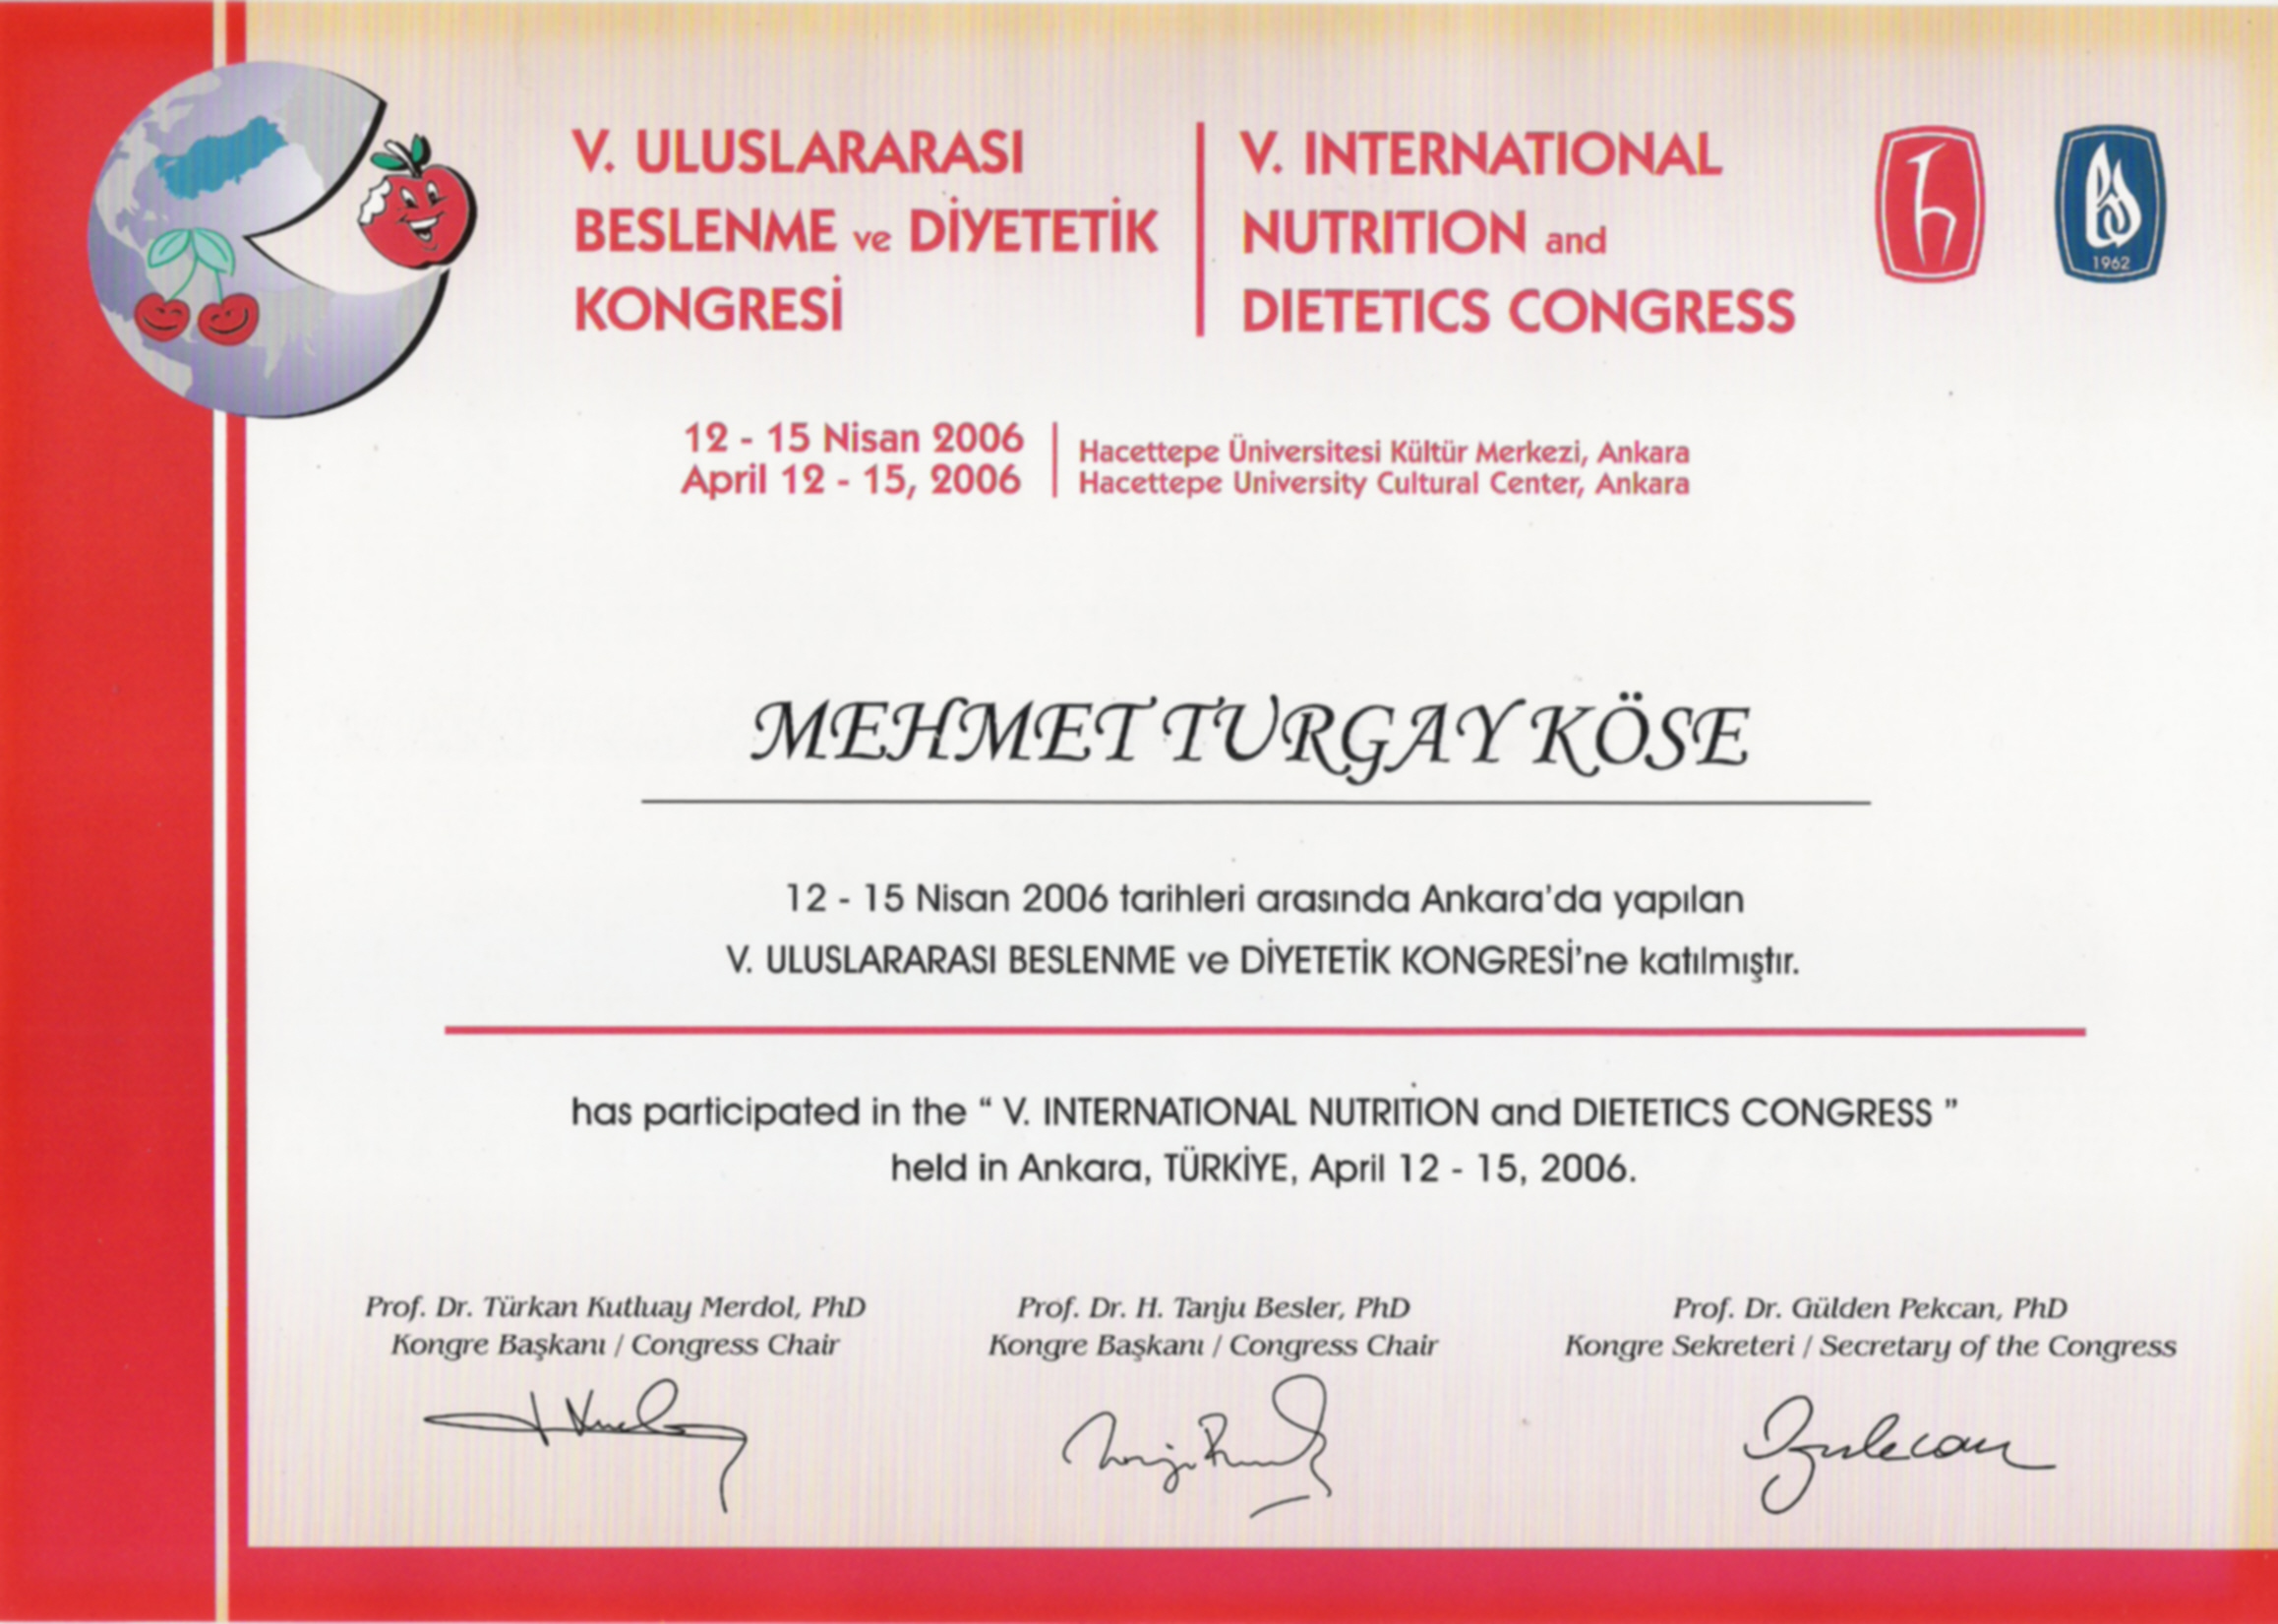 V. ULUSLARARASI
BESLENME ve DİYETETİK
KONGRESİ
V. INTERNATIONAL
NUTRITION and
DIETETICS CONGRESS
1962
12 - 15 Nisan 2006
April 12 - 15, 2006
Hacettepe Üniversitesi Kültür Merkezi, Ankara
Hacettepe University Cultural Center, Ankara
MEHMET TURGAY KÖSE
12 - 15 Nisan 2006 tarihleri arasında Ankara'da yapılan
V. ULUSLARARASI BESLENME ve DİYETETİK KONGRESİ'ne katılmıştır.
has participated in the “ V. INTERNATIONAL NUTRITION and DIETETICS CONGRESS ”
held in Ankara, TÜRKİYE, April 12 - 15, 2006.
Prof. Dr. Türkan Kutluay Merdol, PhD
Kongre Başkanı / Congress Chair
Prof. Dr. H. Tanju Besler, PhD
Kongre Başkanı / Congress Chair
Prof. Dr. Gülden Pekcan, PhD
Kongre Sekreteri / Secretary of the Congress